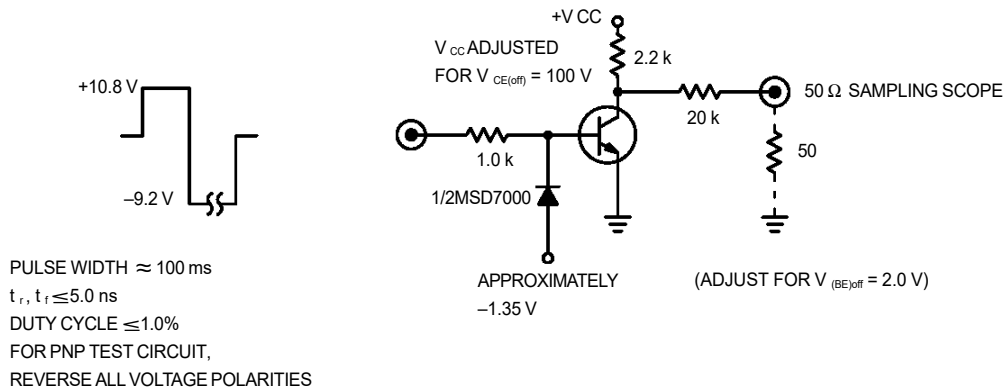 +V CC
V CC ADJUSTED
FOR V CE(off) = 100 V
2.2 k
+10.8 V
50 Ω SAMPLING SCOPE
20 k
1.0 k
50
–9.2 V
1/2MSD7000
PULSE WIDTH ≈ 100 ms
APPROXIMATELY
–1.35 V
(ADJUST FOR V (BE)off = 2.0 V)
t r, t f ≤5.0 ns
DUTY CYCLE ≤1.0%
FOR PNP TEST CIRCUIT,
REVERSE ALL VOLTAGE POLARITIES